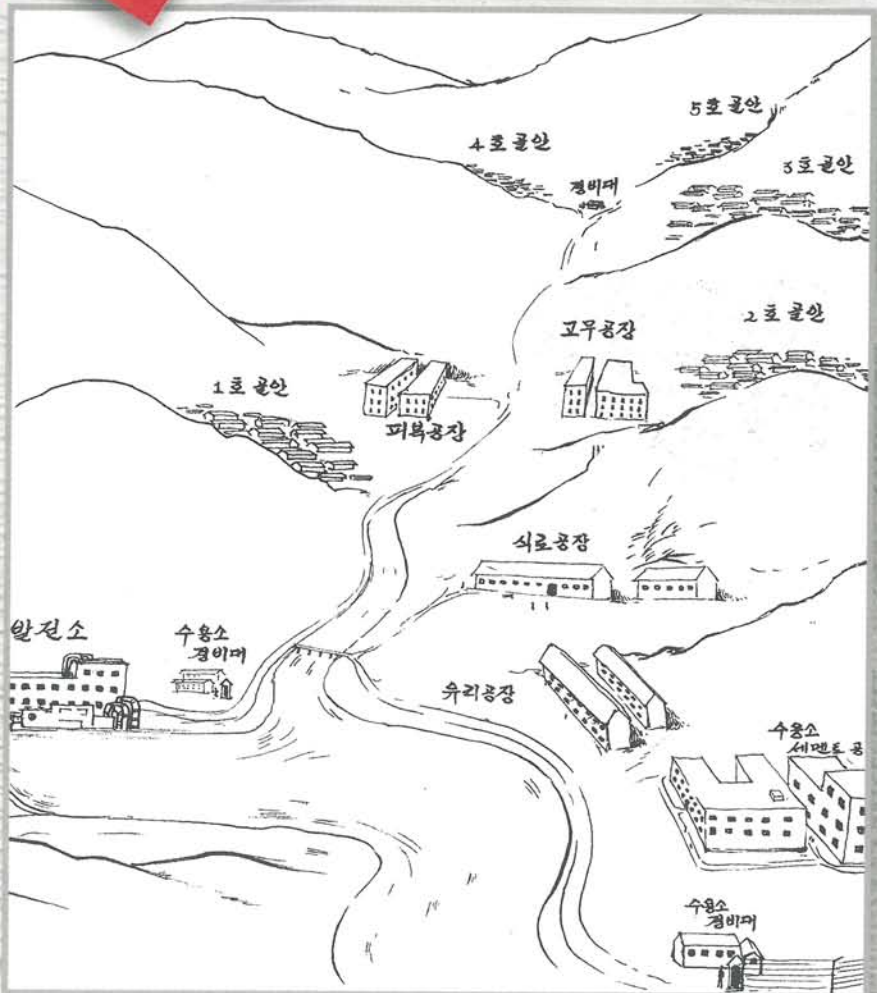 5호골안
4호골안
3호골안
경비대
2호골안
고무공장
1호골안
피복공장
식료공장
발전소
수용소
경비대
유리공장
수용소
세멘트 공
수용소
경비대